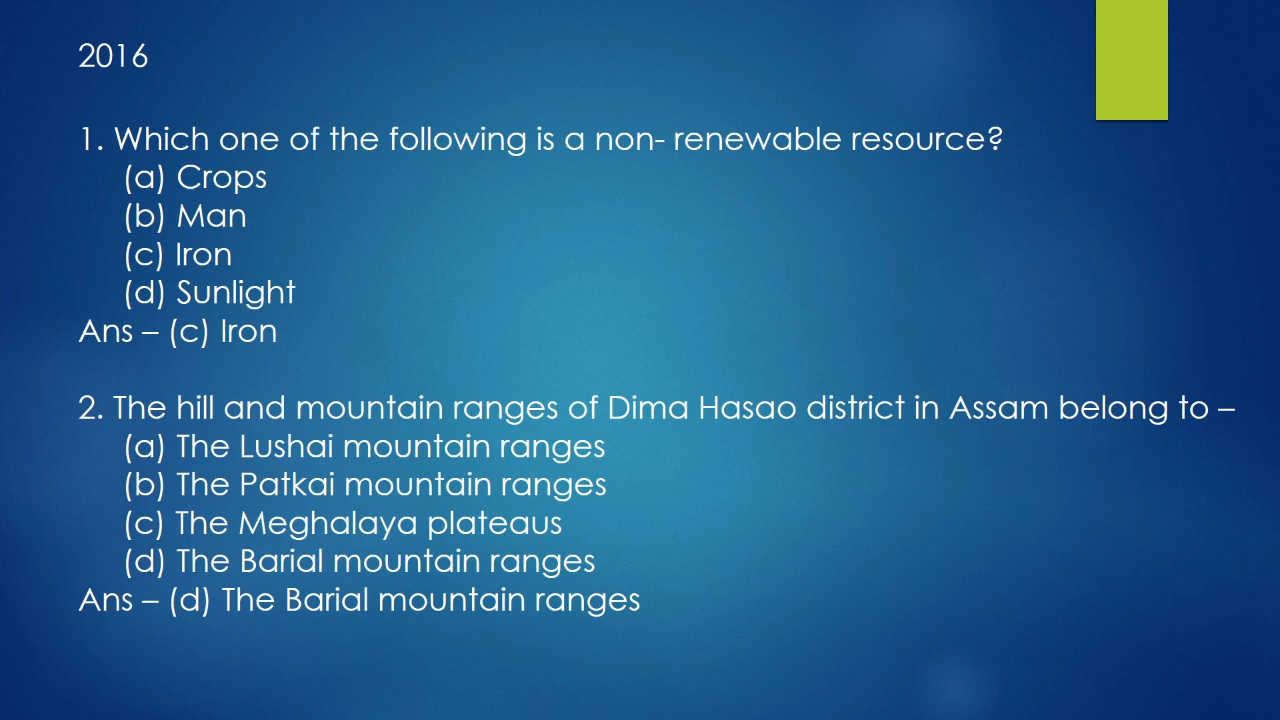 2016
1. Which one of the following is a non- renewable resource?
(a) Crops
(b) Man
(c) Iron
(d) Sunlight
Ans – (c) Iron
2. The hill and mountain ranges of Dima Hasao district in Assam belong to –
(a) The Lushai mountain ranges
(b) The Patkai mountain ranges
(c) The Meghalaya plateaus
(d) The Barial mountain ranges
Ans – (d) The Barial mountain ranges